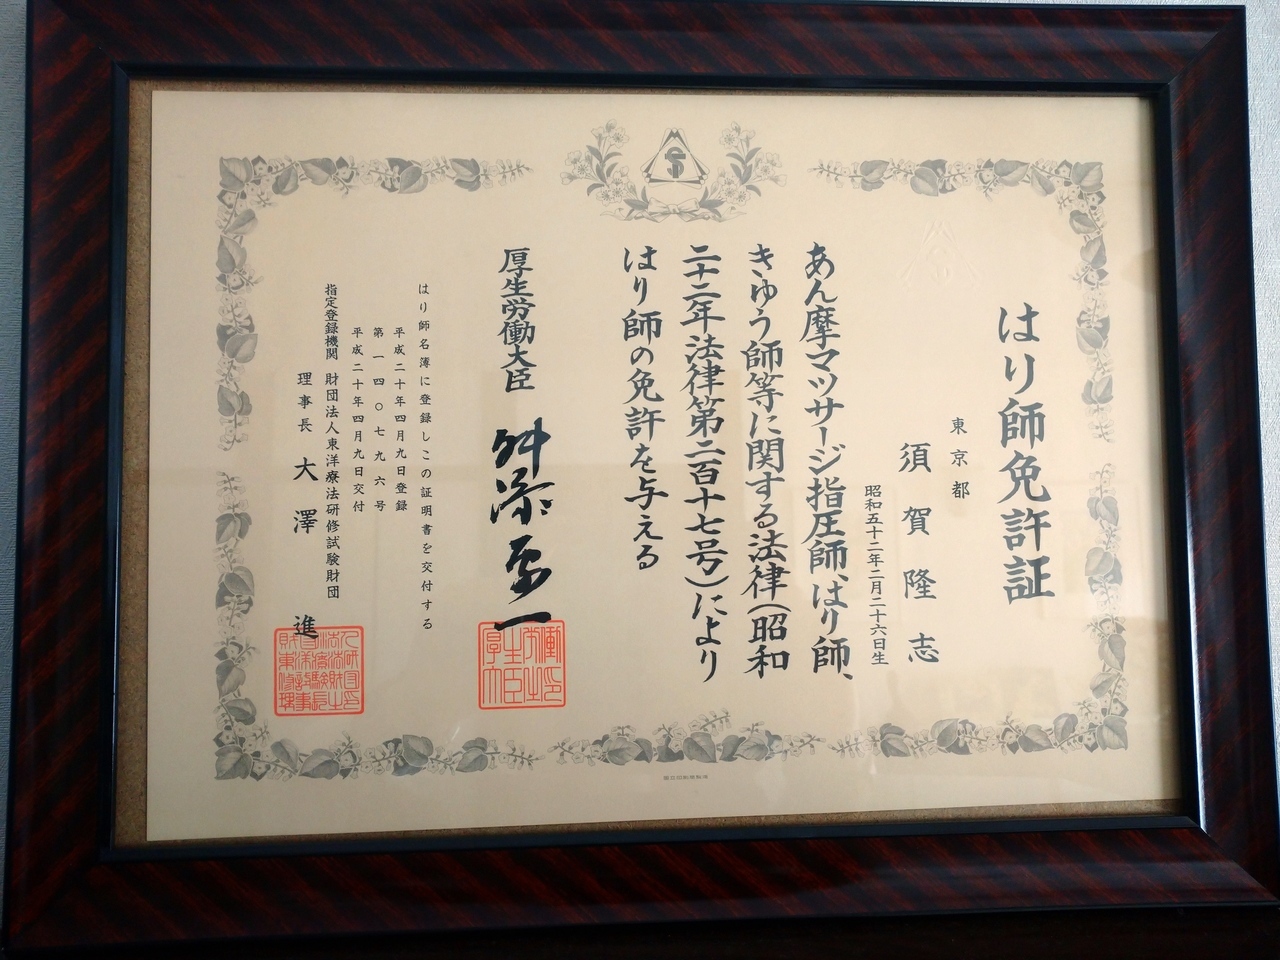 はり師免許証
東京都
須賀隆志
昭和五十二年二月二十六日生
あん摩マツサージ指圧師、はり師、
きゆう師等に関する法律(昭和
二十二年法律第二百十七号)により
はり師の免許を与える
厚生労働大臣 舛添要一
はり師名簿に登録しこの証明書を交付する
平成二十年四月九日登録
第一四〇七九六号
平成二十年四月九日交付
指定登録機関 財団法人東洋療法研修試験財団
理事長 大澤 進